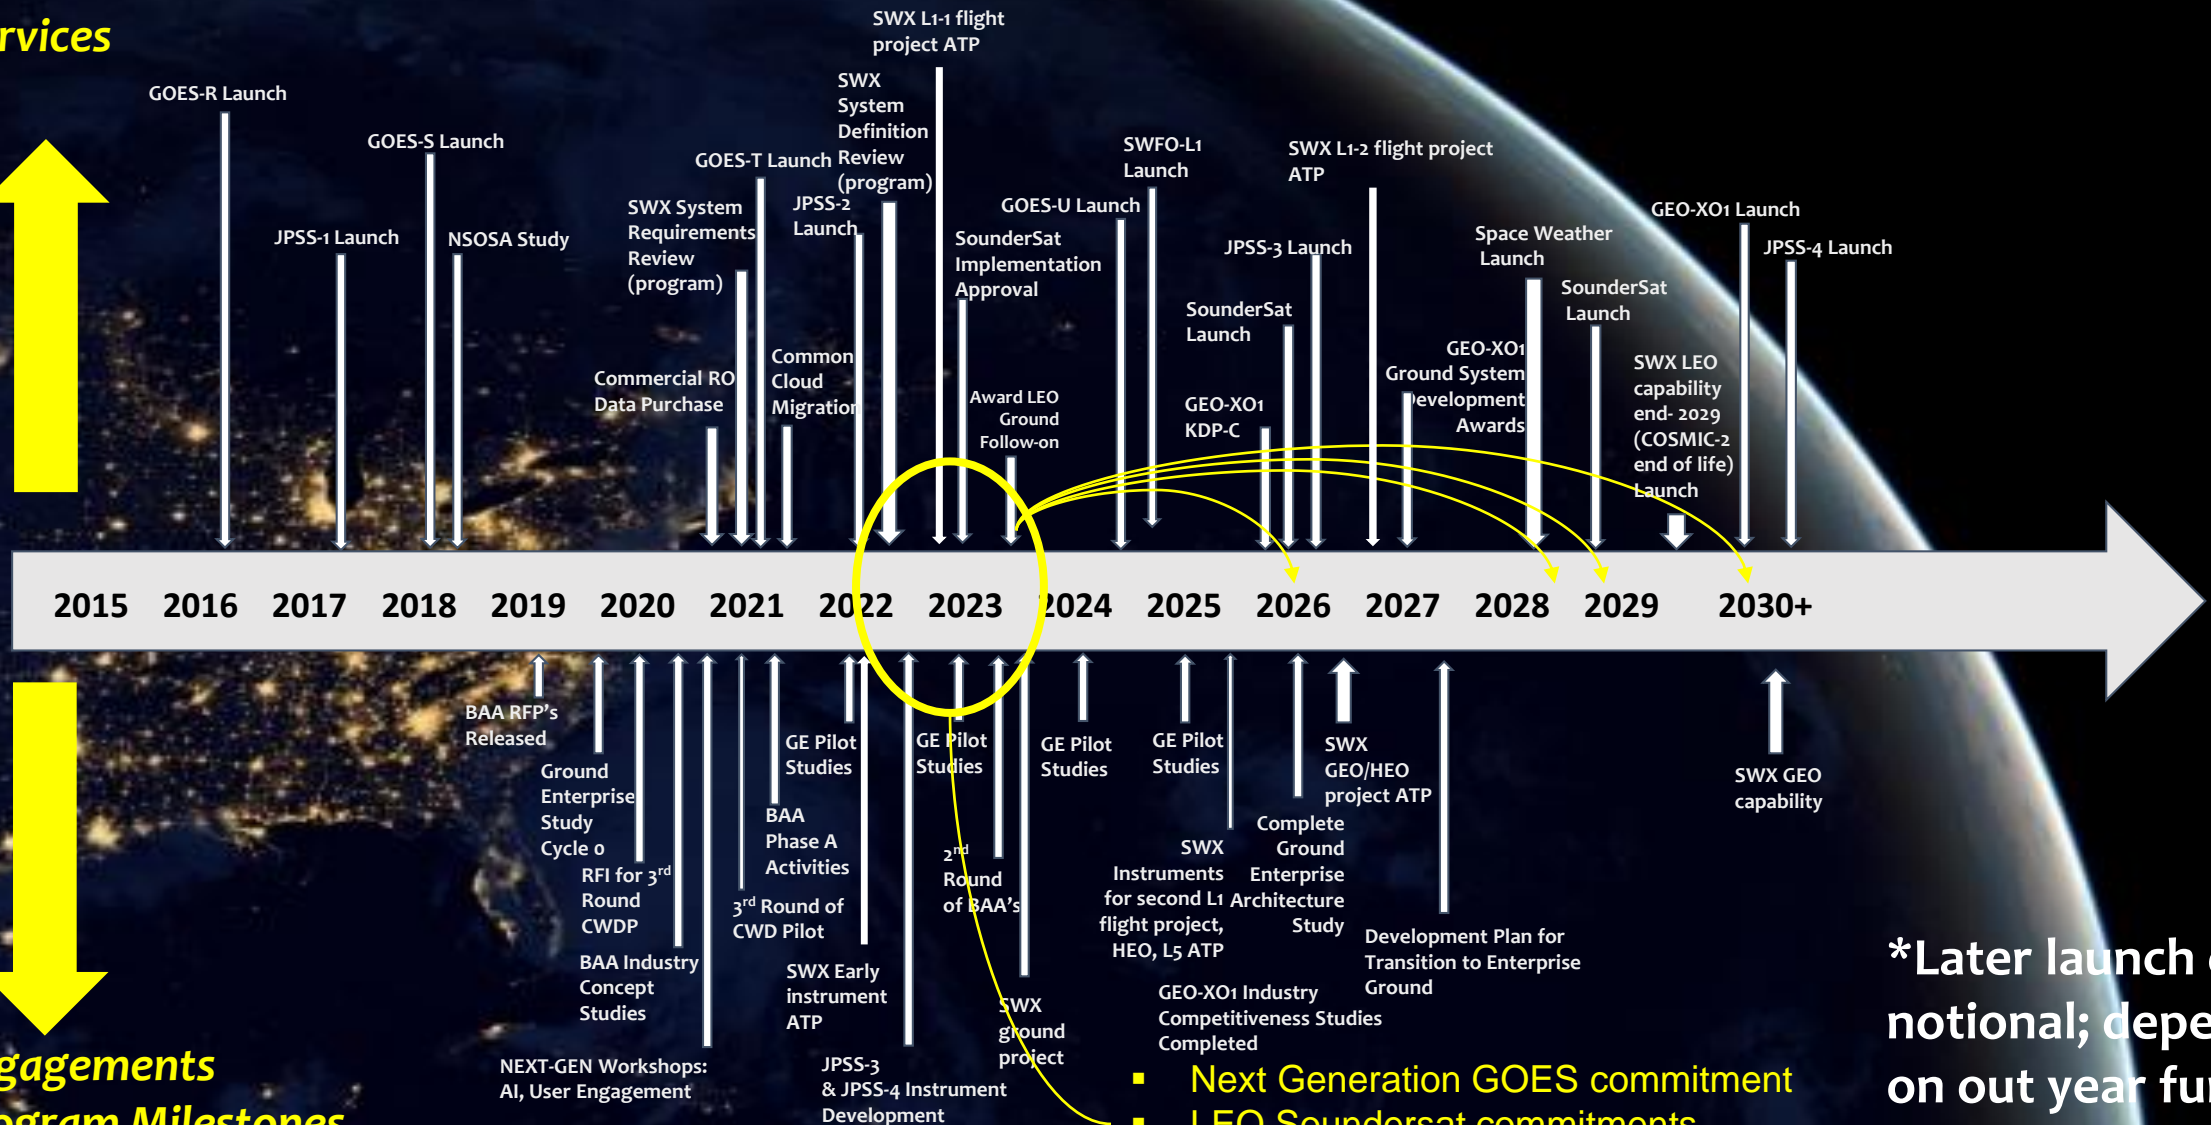 SWX L1-1 flight
project ATP
GOES-R Launch
GOES-S Launch
JPSS-1 Launch
NSOSA Study
SWX
System
Definition
Review
(program)
GOES-T Launch
SWX System
Requirements
Review
(program)
JPSS-2
Launch
Commercial RO
Data Purchase
Common
Cloud
Migration
SounderSat
Implementation
Approval
Award LEO
Ground
Follow-on
GOES-U Launch
SWFO-L1
Launch
SWX L1-2 flight project
ATP
JPSS-3 Launch
SounderSat
Launch
GEO-XO1
KDP-C
GEO-XO1
Ground System
Development
Awards
Space Weather
Launch
SounderSat
Launch
SWX LEO
capability
end- 2029
(COSMIC-2
end of life)
Launch
GEO-XO1 Launch
JPSS-4 Launch
2015 2016 2017 2018 2019 2020 2021 2022 2023 2024 2025 2026 2027 2028 2029 2030+
BAA RFP's
Released
Ground
Enterprise
Study
Cycle 0
RFI for 3rd
Round
CWDP
BAA Industry
Concept
Studies
NEXT-GEN Workshops:
AI, User Engagement
3rd Round of
CWD Pilot
BAA
Phase A
Activities
GE Pilot
Studies
SWX Early
instrument
ATP
JPSS-3
& JPSS-4 Instrument
Development
GE Pilot
Studies
2nd
Round
of BAA's
SWX
ground
project
GE Pilot
Studies
GE Pilot
Studies
SWX
Instruments
for second L1
flight project,
HEO, L5 ATP
GEO-XO1 Industry
Competitiveness Studies
Completed
Complete
Ground
Enterprise
Architecture
Study
SWX
GEO/HEO
project ATP
Development Plan for
Transition to Enterprise
Ground
SWX GEO
capability
*Later launch
notional;
on out year
▪ Next Generation GOES commitment
▪ LEO Soundersat commitments
Milestones